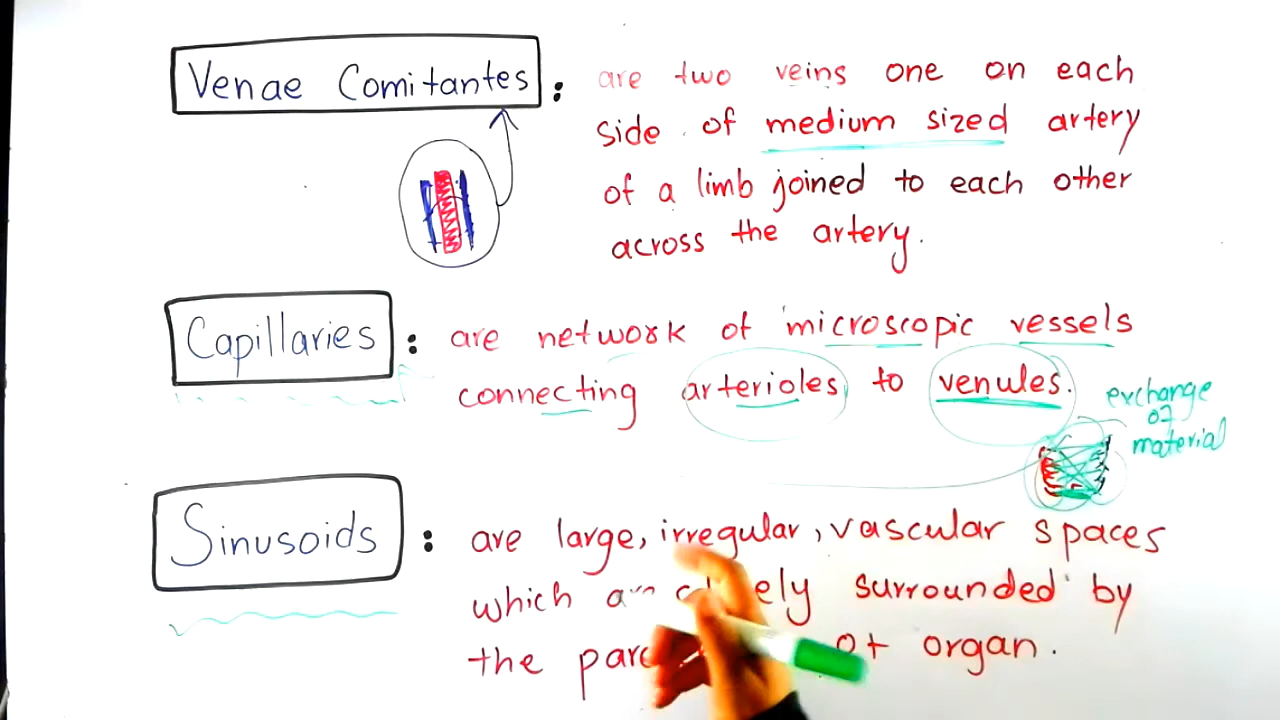 Venae Comitantes : are two veins one on each
side of medium sized artery
of a limb joined to each other
across the artery.
Capillaries : are network of microscopic vessels
connecting arterioles to venules.
exchange
of
material
Sinusoids : are large, irregular, vascular spaces
which surrounded by
the of organ.